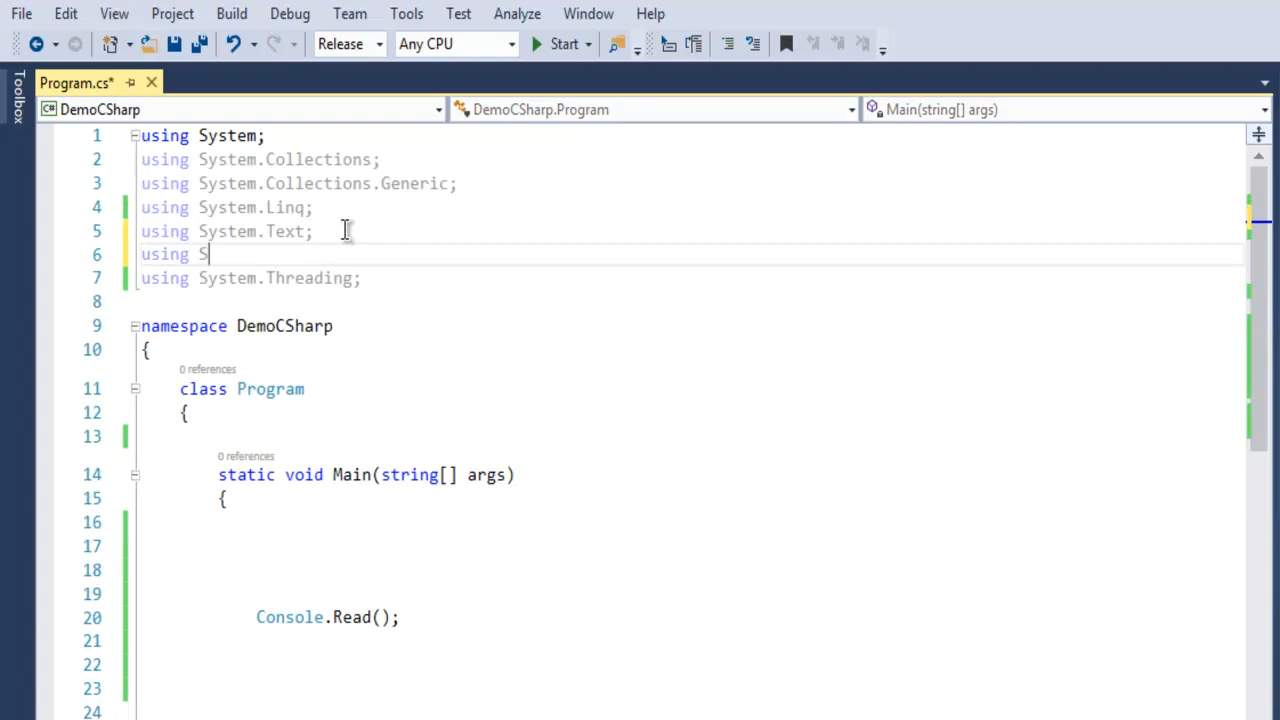 File Edit View Project Build Debug Team Tools Test Analyze Window Help
Release Any CPU Start
Toolbox
Program.cs*
C# DemoCSharp DemoCSharp.Program Main(string[] args)
1 using System;
2 using System.Collections;
3 using System.Collections.Generic;
4 using System.Linq;
5 using System.Text;
6 using S
7 using System.Threading;
8
9 namespace DemoCSharp
10 {
0 references
11 class Program
12 {
13
0 references
14 static void Main(string[] args)
15 {
16
17
18
19
20 Console.Read();
21
22
23
24